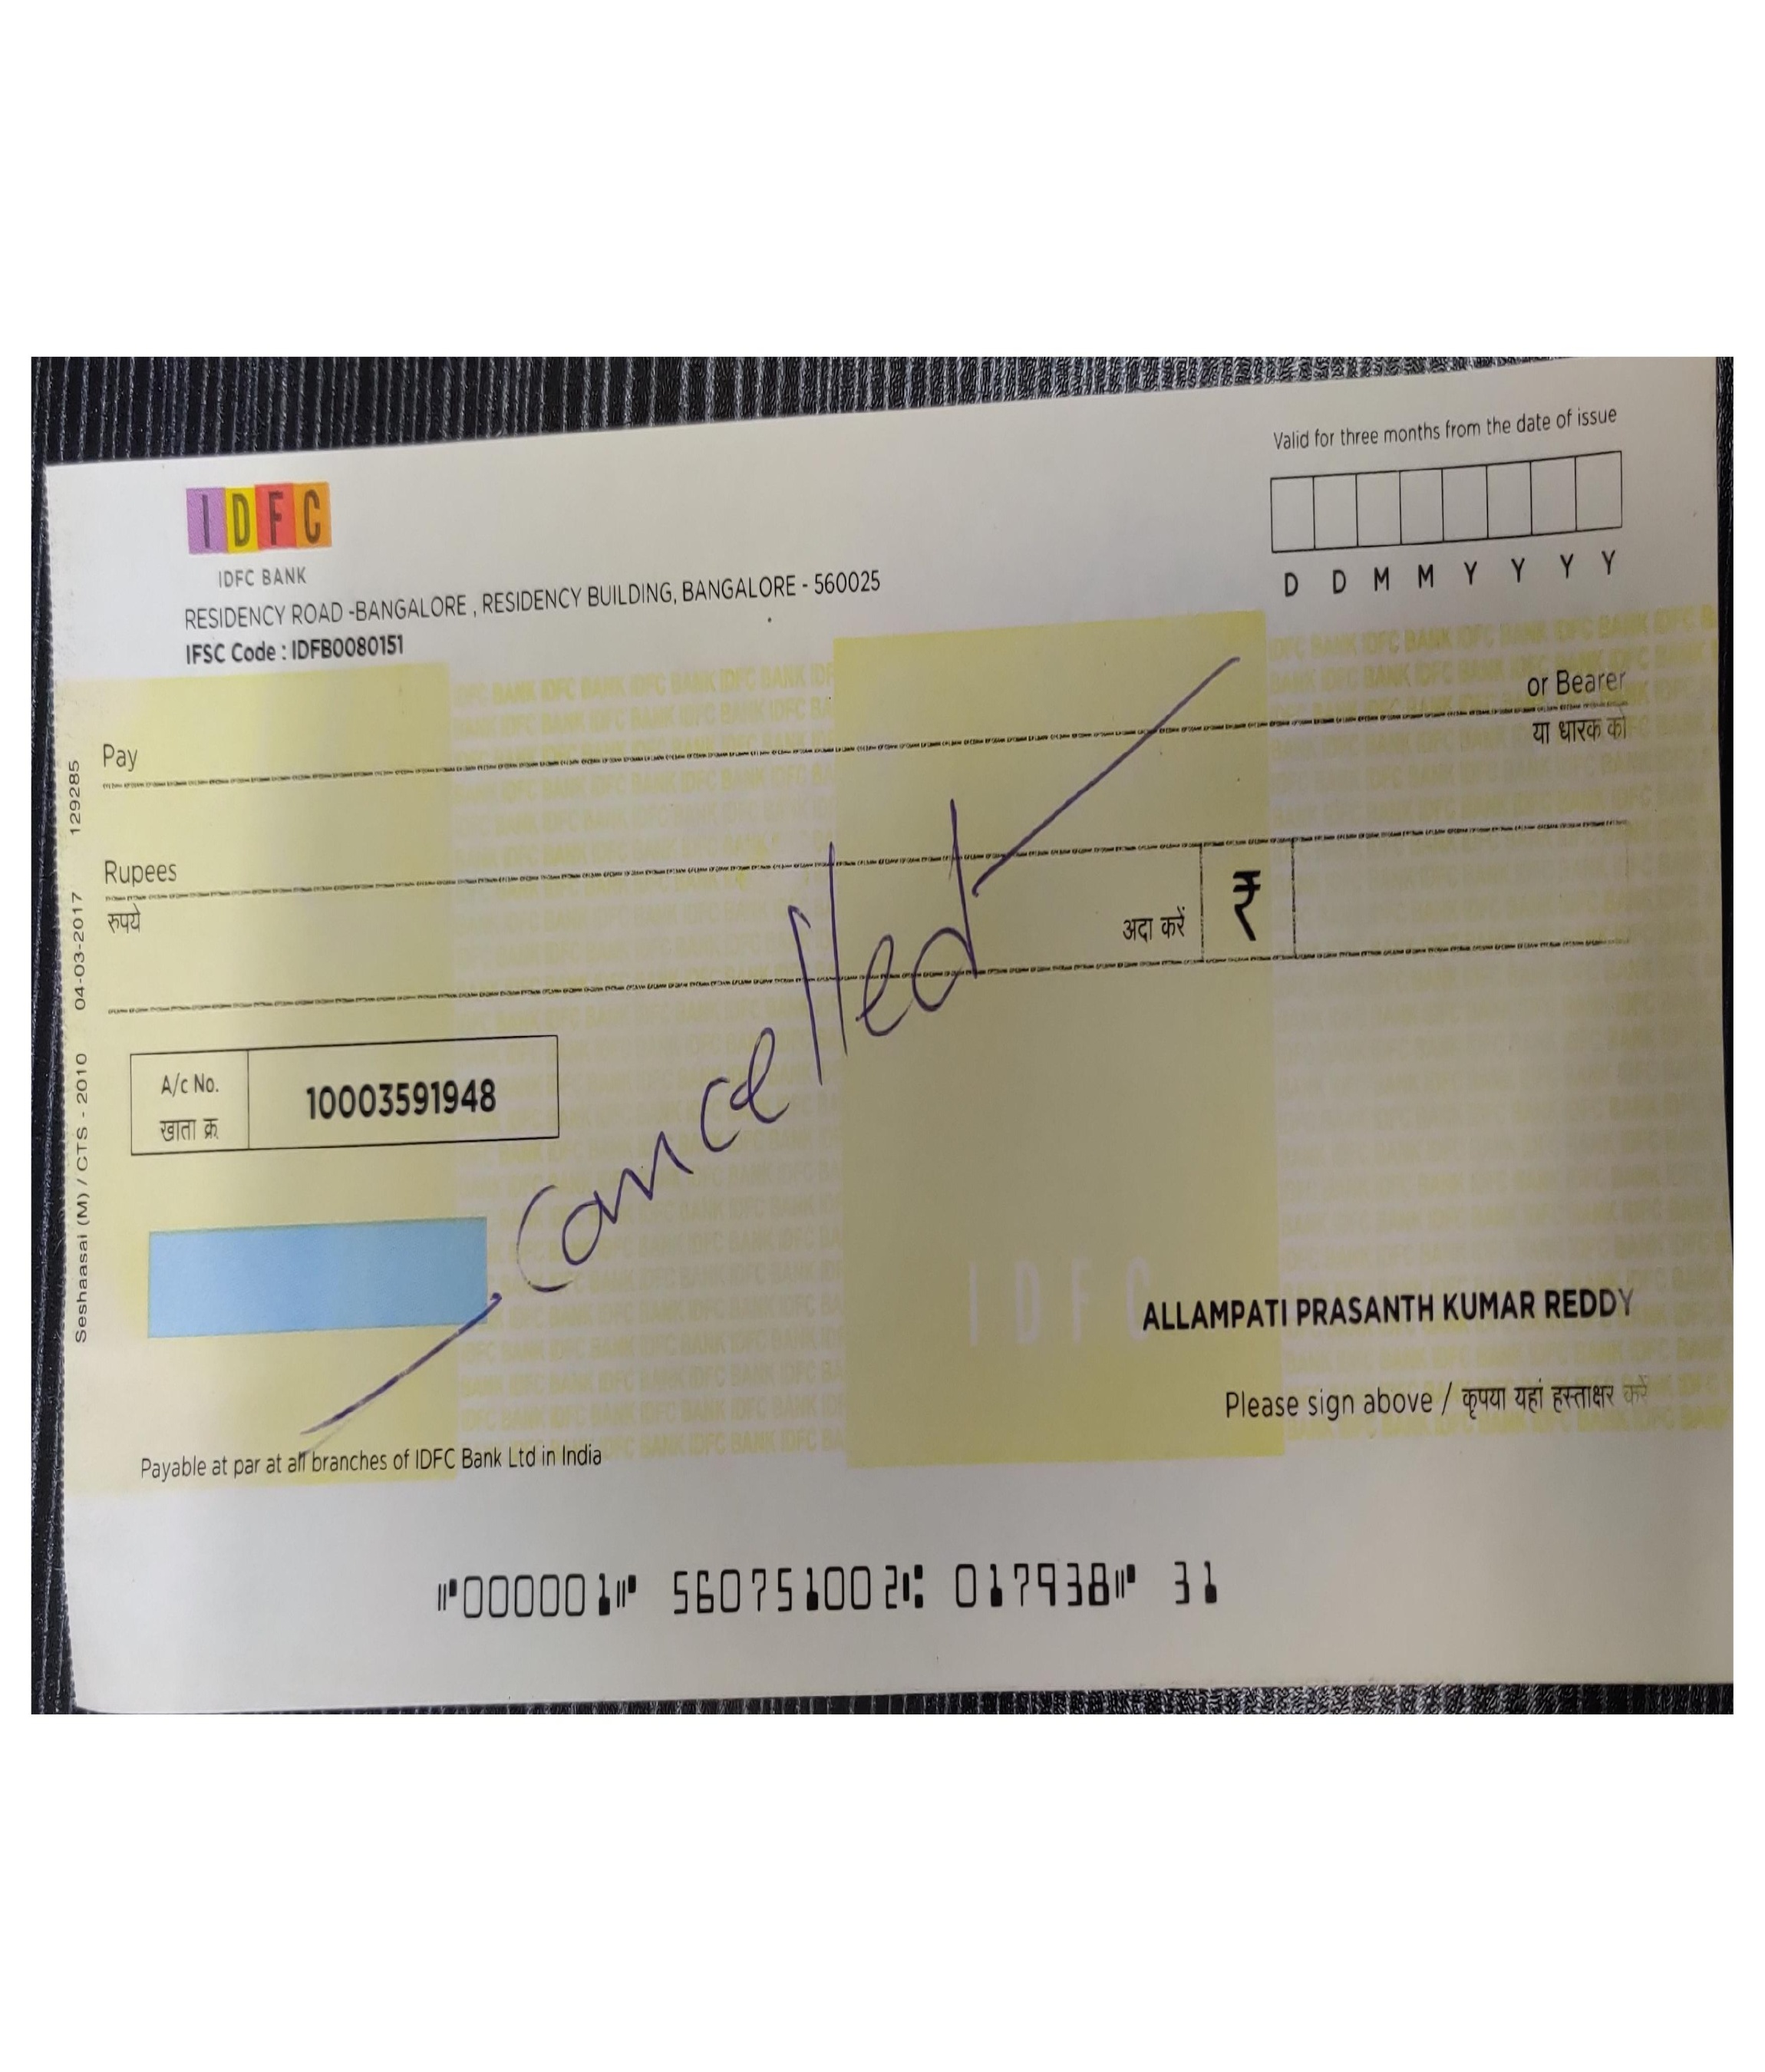 Valid for three months from the date of issue
D D M M Y Y Y Y
IDFC
IDFC BANK
RESIDENCY ROAD -BANGALORE , RESIDENCY BUILDING, BANGALORE - 560025
IFSC Code : IDFB0080151
Pay
or Bearer
या धारक को
Rupees
रुपये
अदा करें
₹
A/c No.
खाता क्र
10003591948
Cancelled
IDFC
ALLAMPATI PRASANTH KUMAR REDDY
Please sign above / कृपया यहां हस्ताक्षर करें
Payable at par at all branches of IDFC Bank Ltd in India
⑈000001⑈ 560751002⑆ 017938⑈ 31
Seshaasai (M) / CTS - 2010 04-03-2017 129285